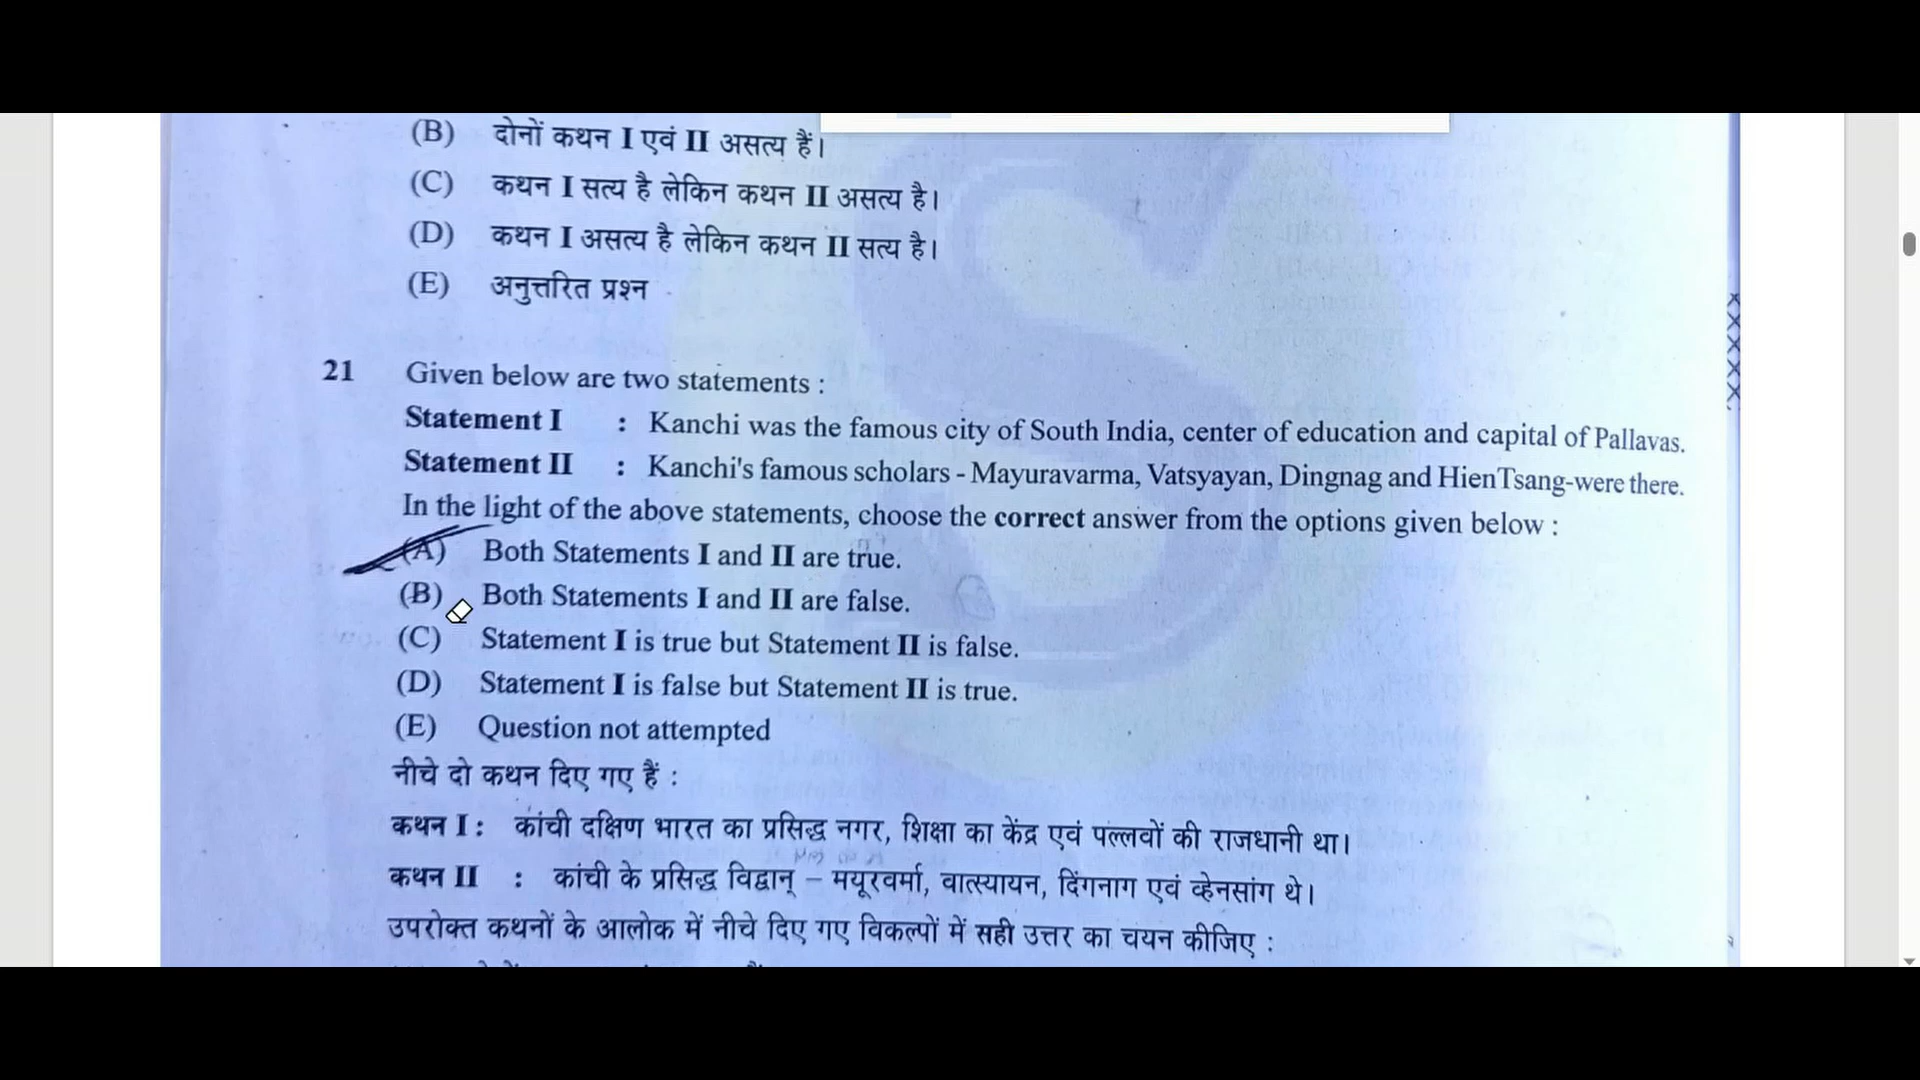 (B) दोनों कथन I एवं II असत्य हैं।
(C) कथन I सत्य है लेकिन कथन II असत्य है।
(D) कथन I असत्य है लेकिन कथन II सत्य है।
(E) अनुत्तरित प्रश्न
21 Given below are two statements :
Statement I : Kanchi was the famous city of South India, center of education and capital of Pallavas.
Statement II : Kanchi's famous scholars - Mayuravarma, Vatsyayan, Dingnag and HienTsang-were there.
In the light of the above statements, choose the correct answer from the options given below :
(A) Both Statements I and II are true.
(B) Both Statements I and II are false.
(C) Statement I is true but Statement II is false.
(D) Statement I is false but Statement II is true.
(E) Question not attempted
नीचे दो कथन दिए गए हैं :
कथन I : कांची दक्षिण भारत का प्रसिद्ध नगर, शिक्षा का केंद्र एवं पल्लवों की राजधानी था।
कथन II : कांची के प्रसिद्ध विद्वान् – मयूरवर्मा, वात्स्यायन, दिंगनाग एवं व्हेनसांग थे।
उपरोक्त कथनों के आलोक में नीचे दिए गए विकल्पों में सही उत्तर का चयन कीजिए :